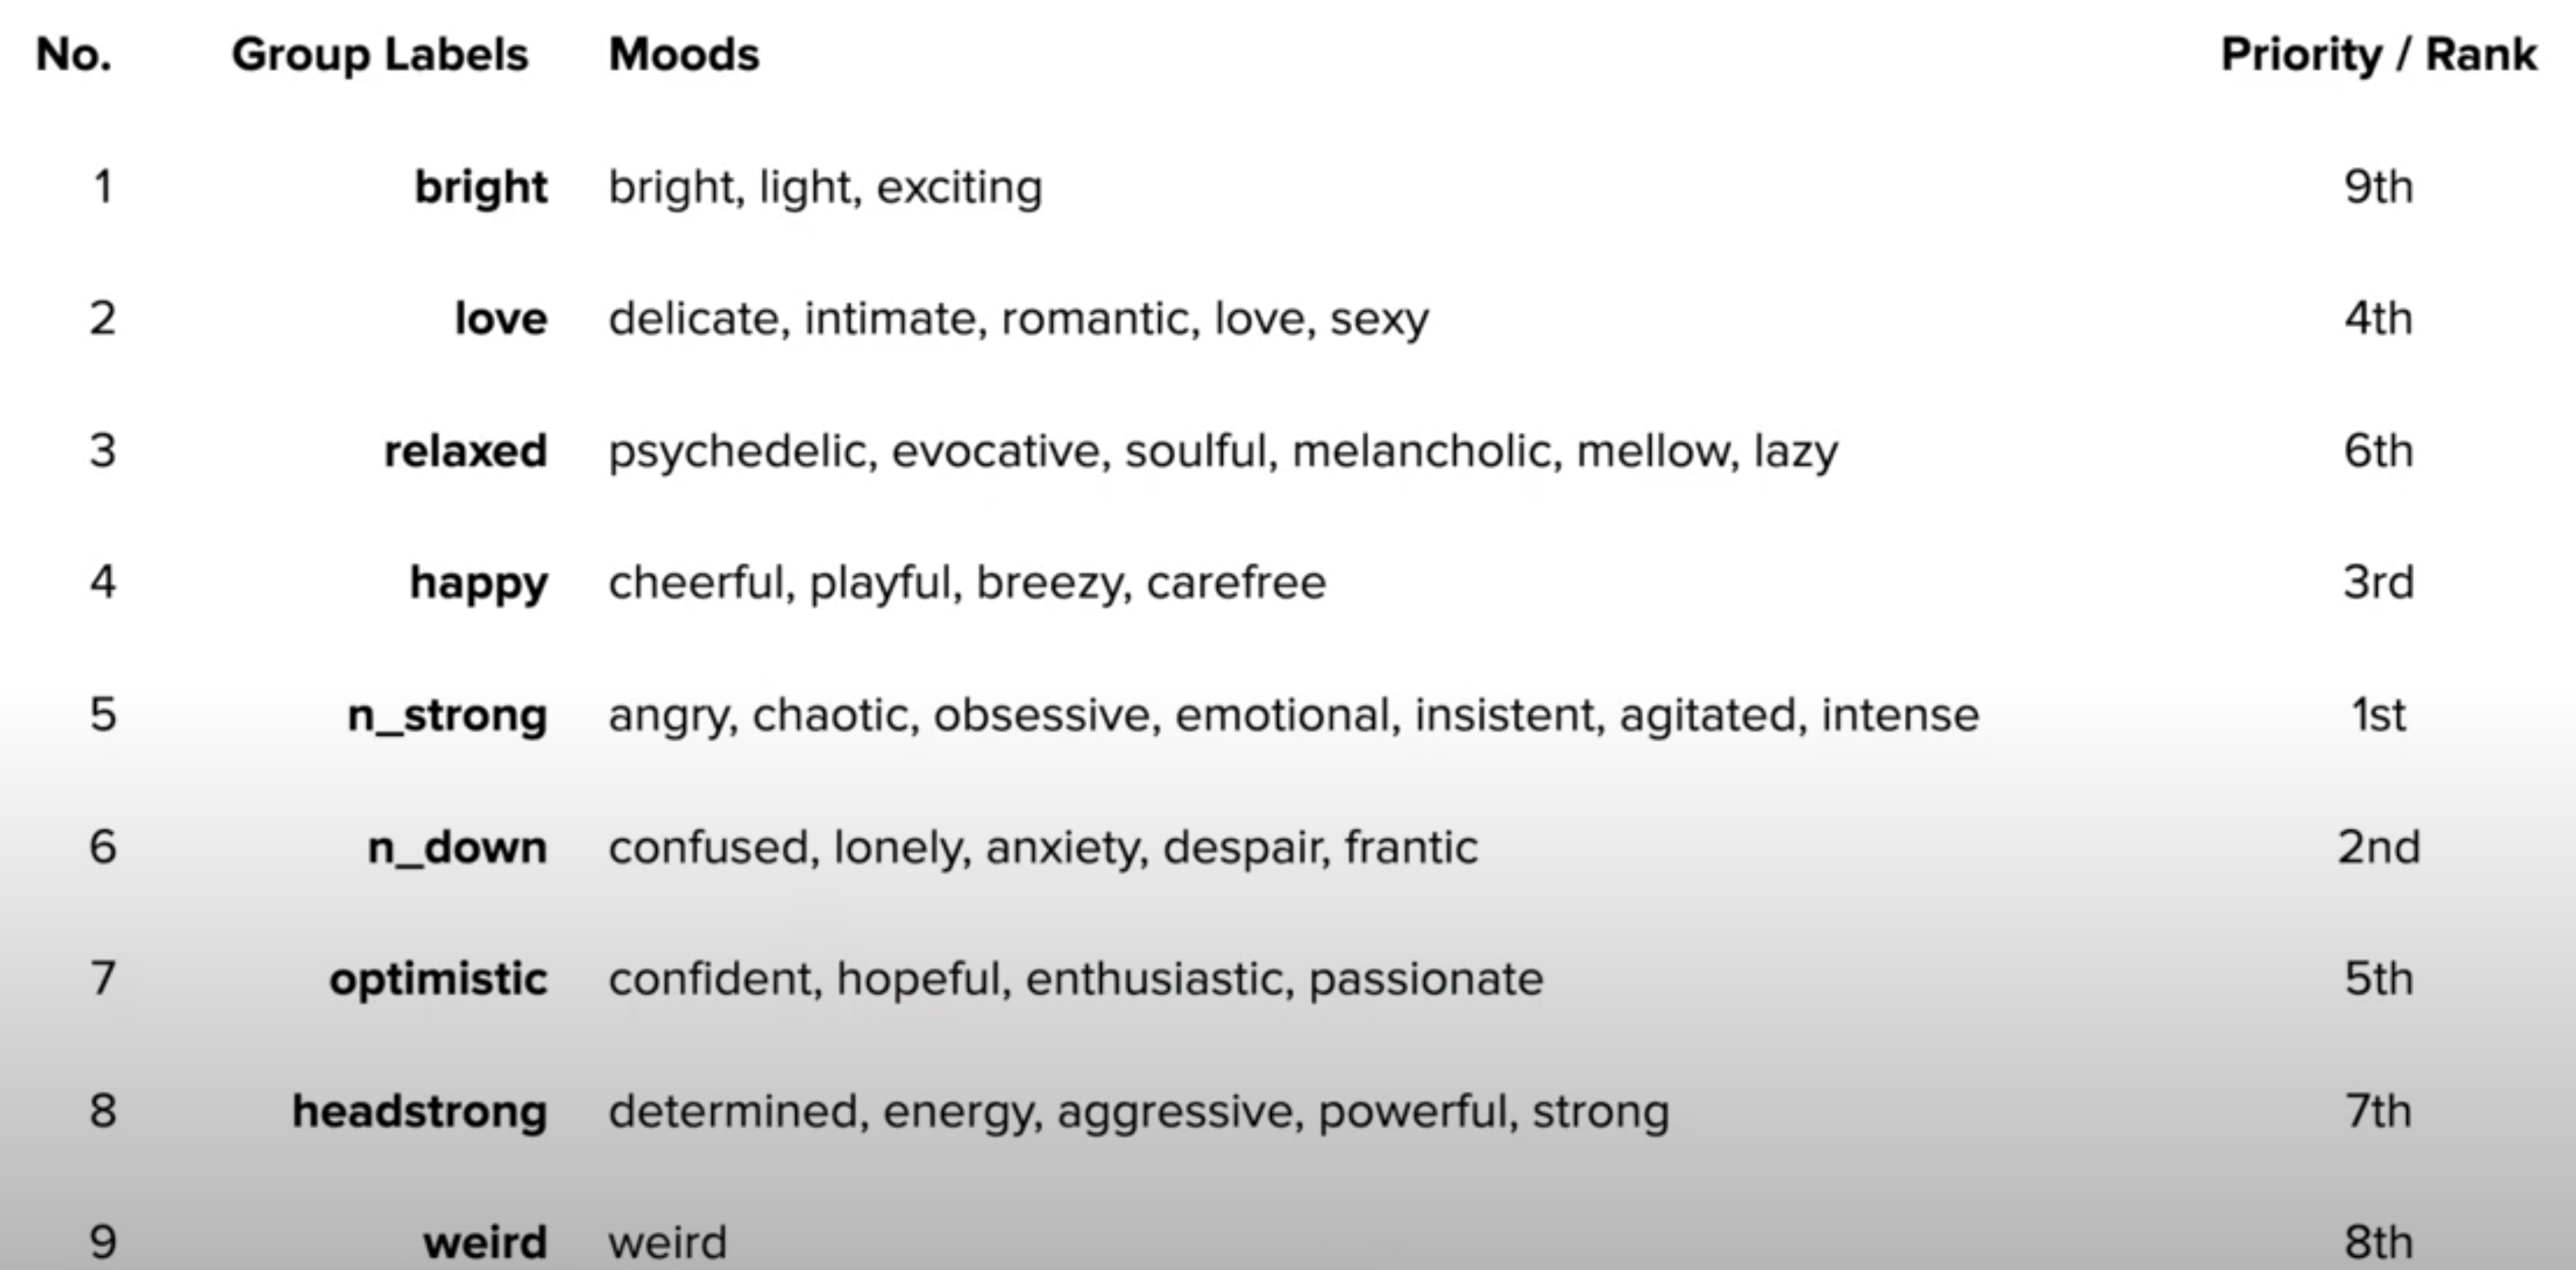 No. Group Labels Moods Priority / Rank
1 bright bright, light, exciting 9th
2 love delicate, intimate, romantic, love, sexy 4th
3 relaxed psychedelic, evocative, soulful, melancholic, mellow, lazy 6th
4 happy cheerful, playful, breezy, carefree 3rd
5 n_strong angry, chaotic, obsessive, emotional, insistent, agitated, intense 1st
6 n_down confused, lonely, anxiety, despair, frantic 2nd
7 optimistic confident, hopeful, enthusiastic, passionate 5th
8 headstrong determined, energy, aggressive, powerful, strong 7th
9 weird weird 8th